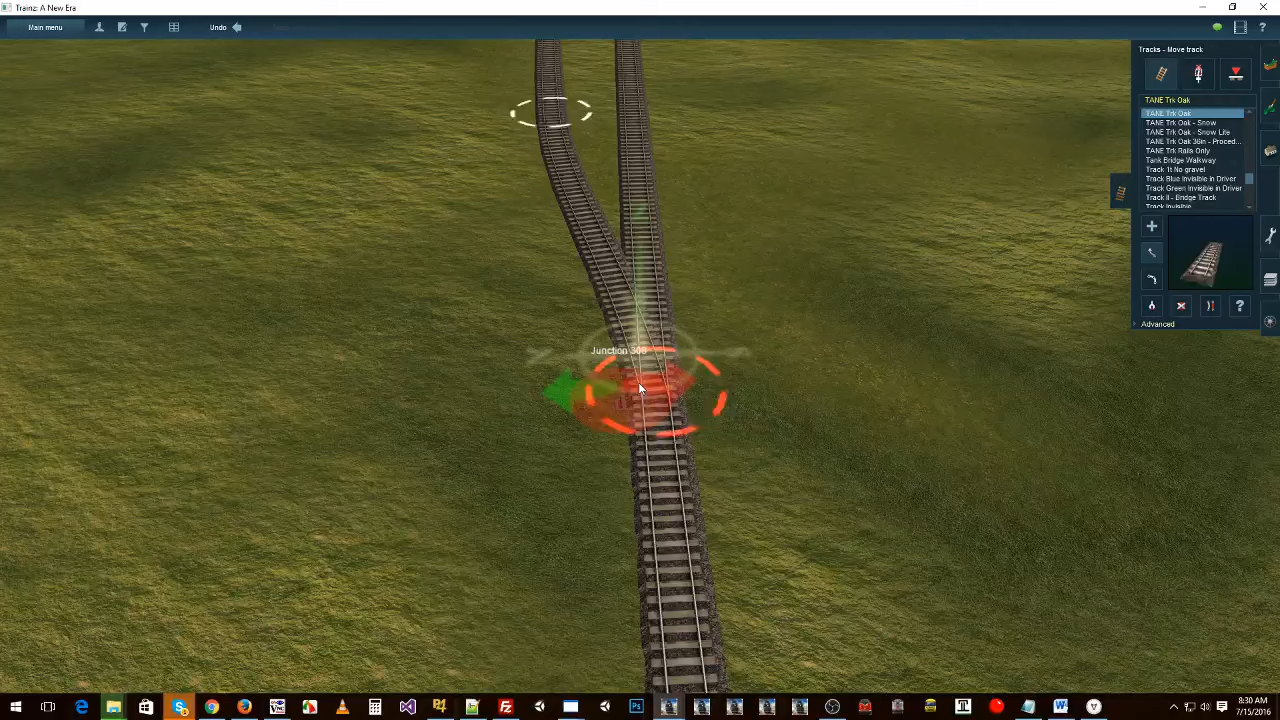 Trainz: A New Era
Main menu
Undo
Tracks - Move track
TANE Trk Oak
TANE Trk Oak
TANE Trk Oak - Snow
TANE Trk Oak - Snow Lite
TANE Trk Oak 36in - Proced...
TANE Trk Rails Only
Tank Bridge Walkway
Track 1t No gravel
Track Blue Invisible in Driver
Track Green Invisible in Driver
Track II - Bridge Track
Track Invisible
Advanced
8:30 AM
7/15/2016